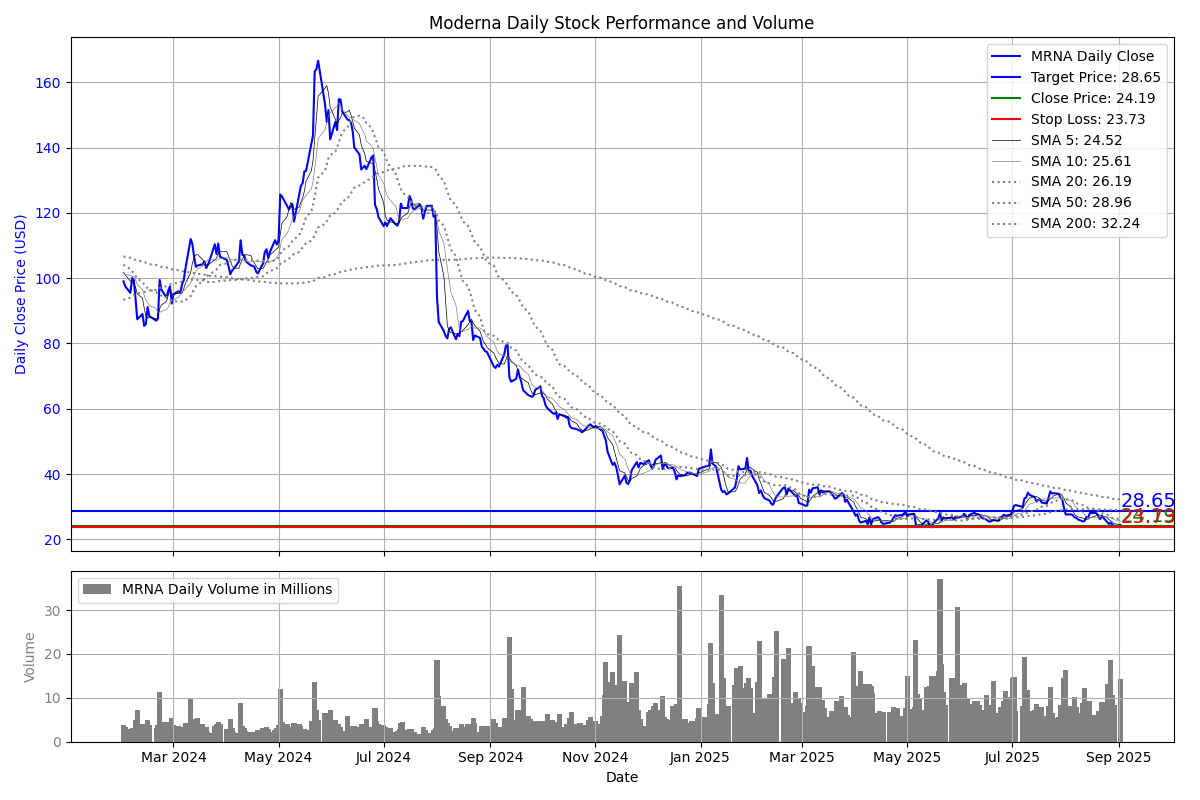 Moderna Daily Stock Performance and Volume
Daily Close Price (USD)
160
140
120
100
80
60
40
20
MRNA Daily Close
Target Price: 28.65
Close Price: 24.19
Stop Loss: 23.73
SMA 5: 24.52
SMA 10: 25.61
SMA 20: 26.19
SMA 50: 28.96
SMA 200: 32.24
28.65
24.19
23.73
MRNA Daily Volume in Millions
Volume
30
20
10
0
Mar 2024 May 2024 Jul 2024 Sep 2024 Nov 2024 Jan 2025 Mar 2025 May 2025 Jul 2025 Sep 2025
Date